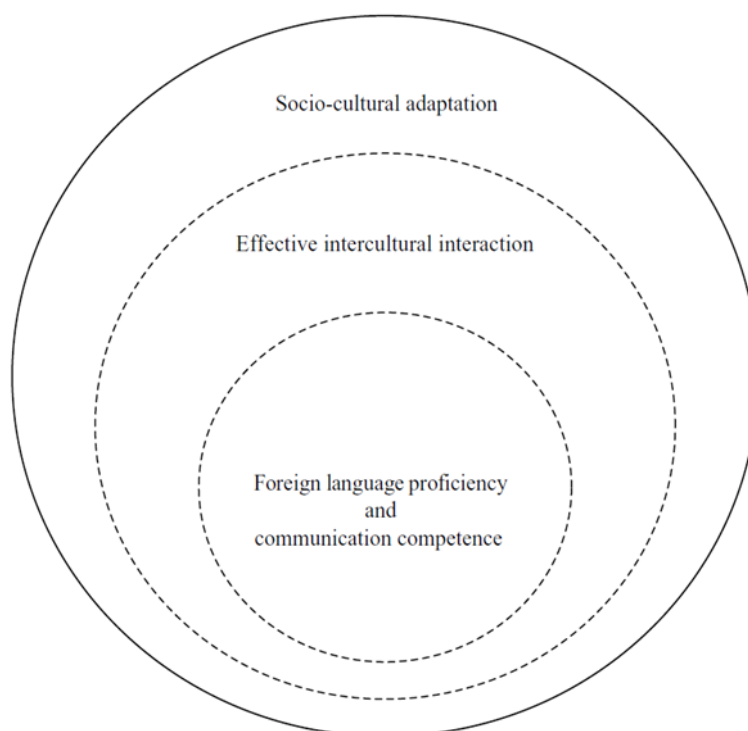 Socio-cultural adaptation
Effective intercultural interaction
Foreign language proficiency
and
communication competence